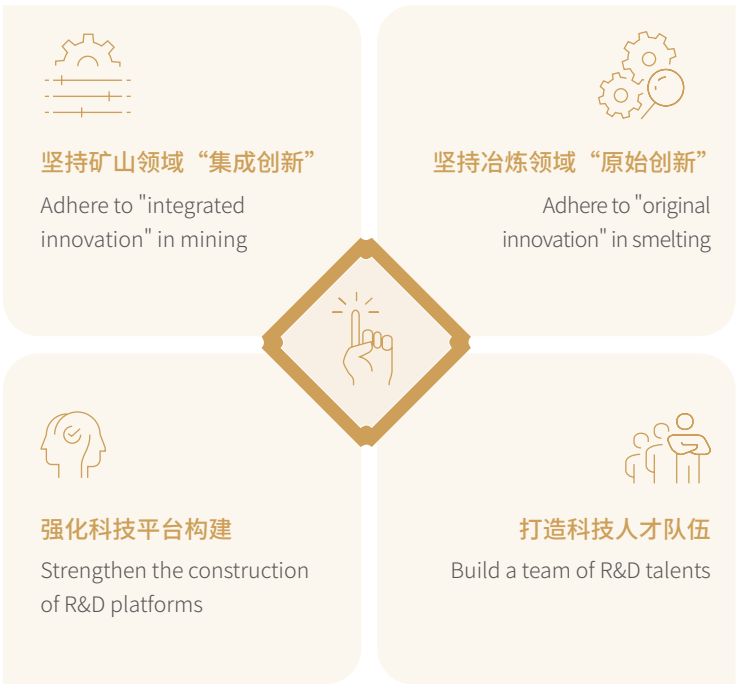 坚持矿山领域“集成创新”
Adhere to "integrated
innovation" in mining
坚持冶炼领域“原始创新”
Adhere to "original
innovation" in smelting
强化科技平台构建
Strengthen the construction
of R&D platforms
打造科技人才队伍
Build a team of R&D talents